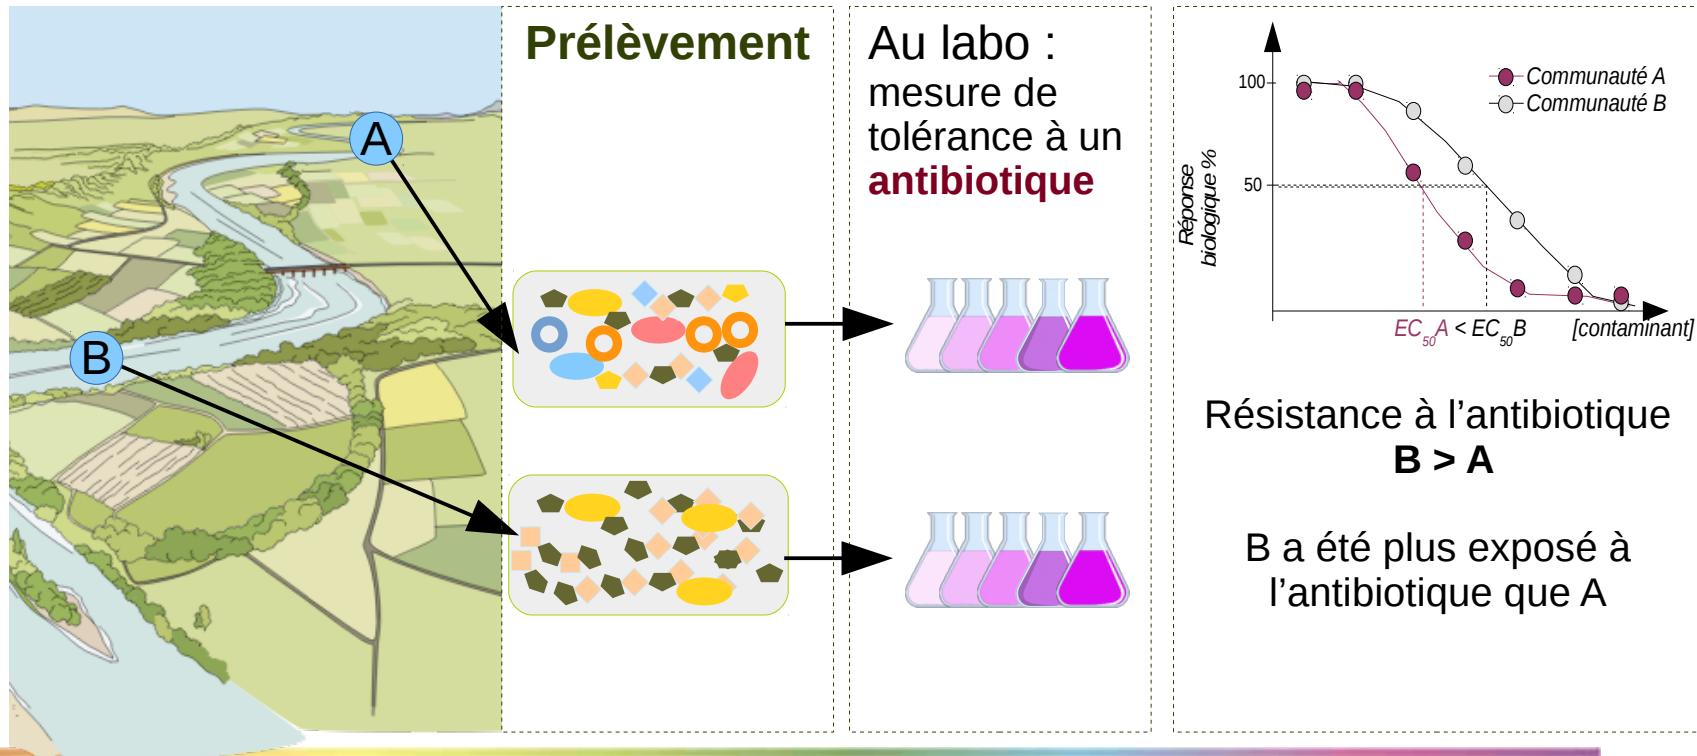 Prélèvement
A
B
Au labo :
mesure de
tolérance à un
antibiotique
100
50
Réponse
biologique %
Communauté A
Communauté B
EC50A < EC50B
[contaminant]
Résistance à l’antibiotique
B > A
B a été plus exposé à
l’antibiotique que A